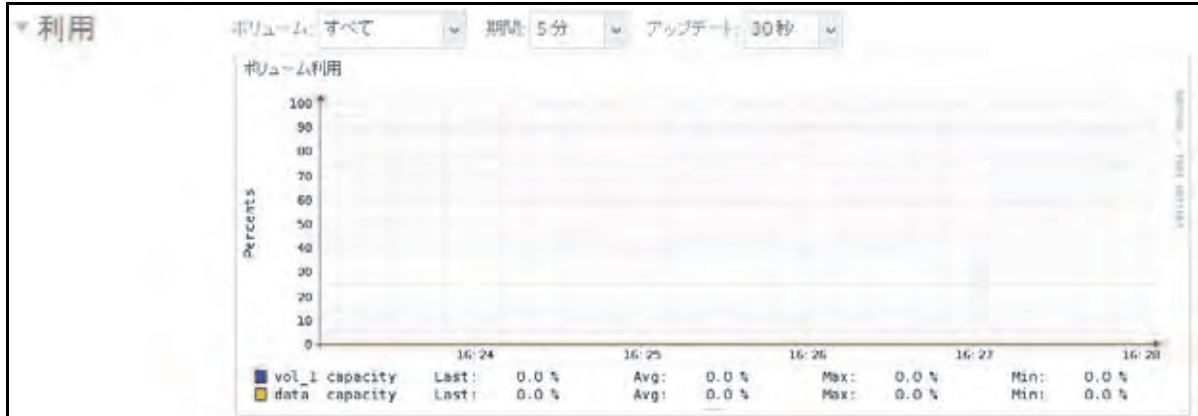 ▼利用
ボリューム: すべて 期間: 5分 アップデート: 30秒
ボリューム利用
100
90
80
70
60
50
40
30
20
10
0
Percents
16:24 16:25 16:26 16:27 16:28
vol_1 capacity Last: 0.0 % Avg: 0.0 % Max: 0.0 % Min: 0.0 %
data capacity Last: 0.0 % Avg: 0.0 % Max: 0.0 % Min: 0.0 %